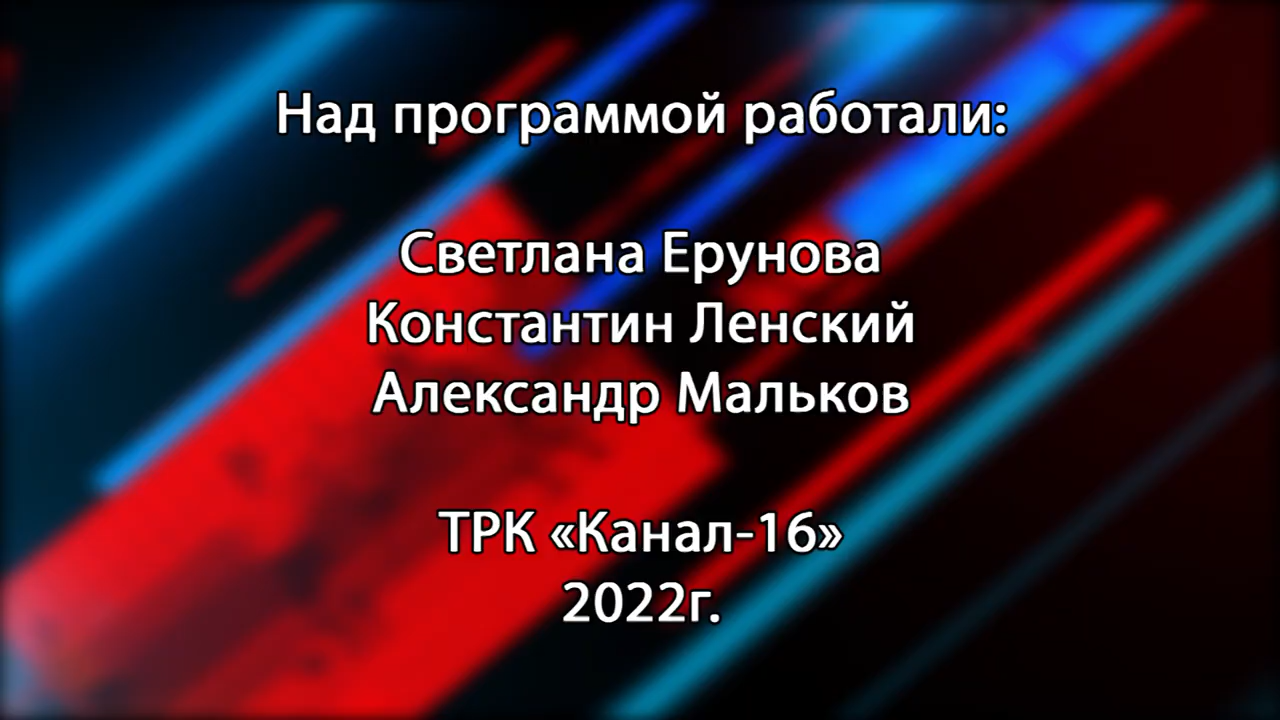 Над программой работали:
Светлана Ерунова
Константин Ленский
Александр Мальков
ТРК «Канал-16»
2022г.